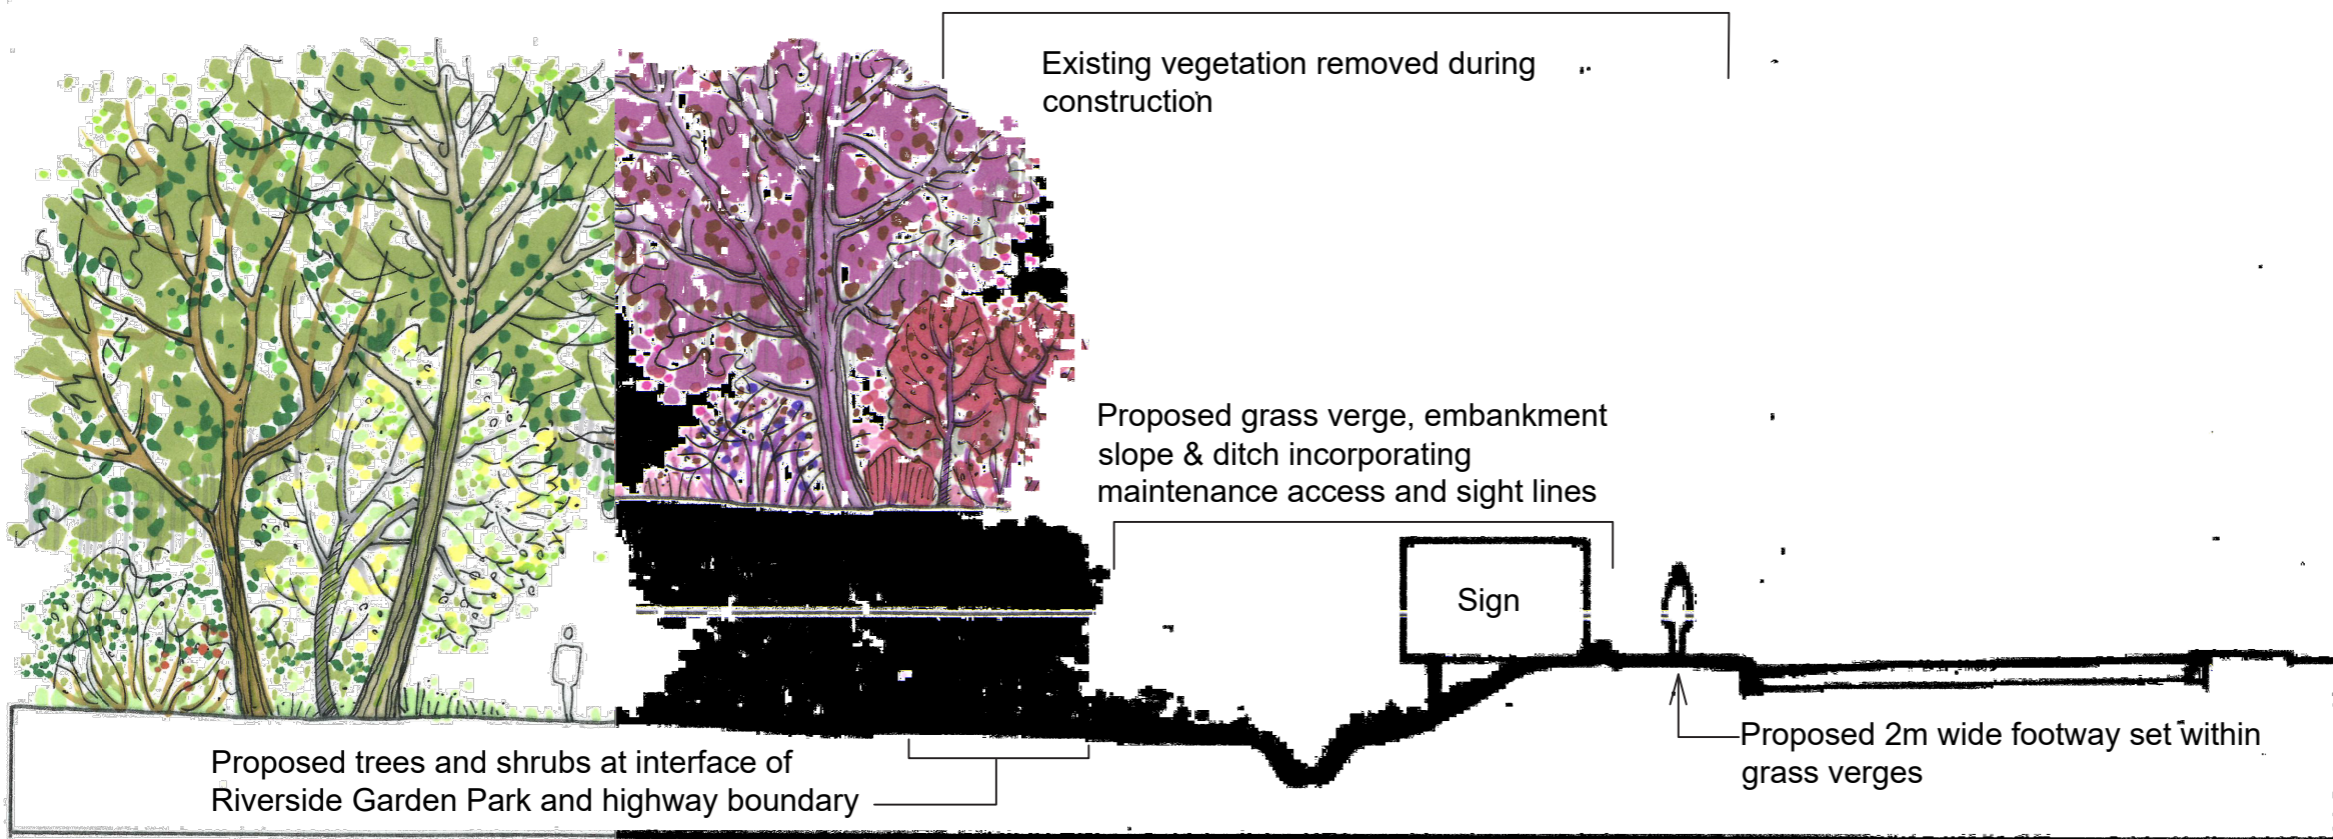 Existing vegetation removed during
construction
Proposed grass verge, embankment
slope & ditch incorporating
maintenance access and sight lines
Sign
Proposed 2m wide footway set within
grass verges
Proposed trees and shrubs at interface of
Riverside Garden Park and highway boundary